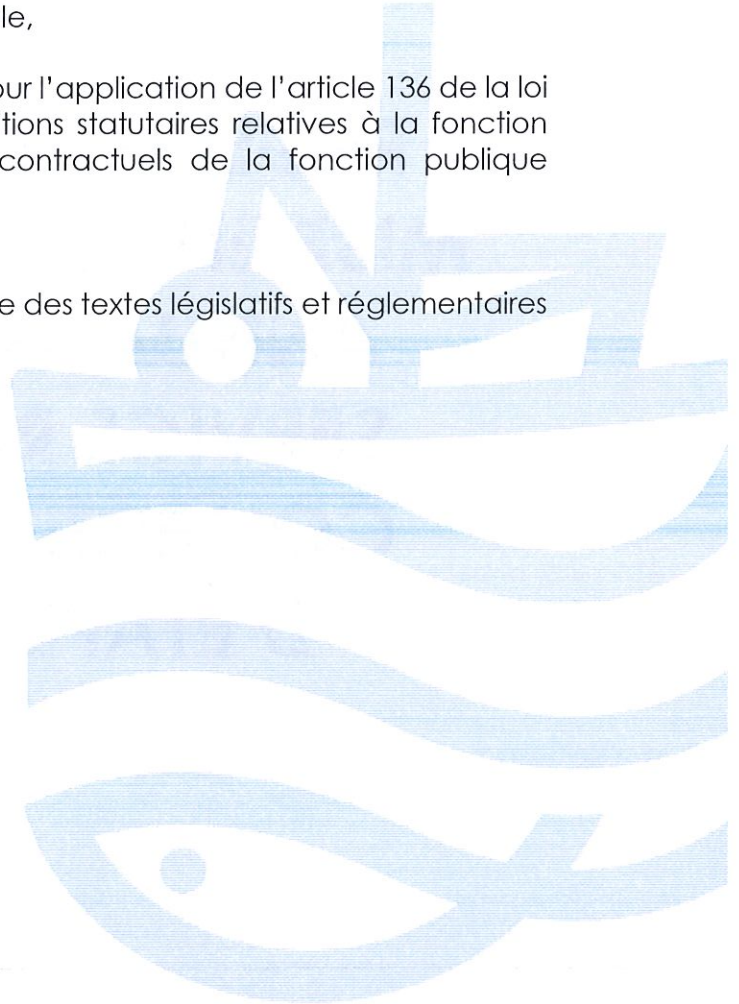 le,
our l'application de l'article 136 de la loi
tions statutaires relatives à la fonction
contractuels de la fonction publique
e des textes législatifs et réglementaires